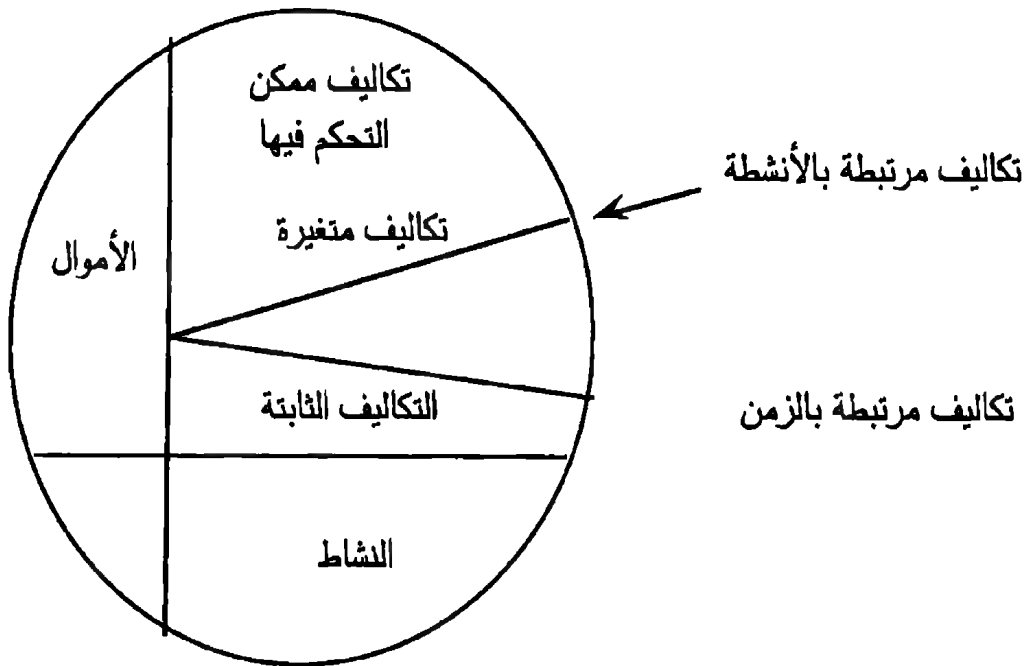 تكاليف ممكن
التحكم فيها
تكاليف مرتبطة بالأنشطة
تكاليف متغيرة
الأموال
التكاليف الثابتة
تكاليف مرتبطة بالزمن
النشاط